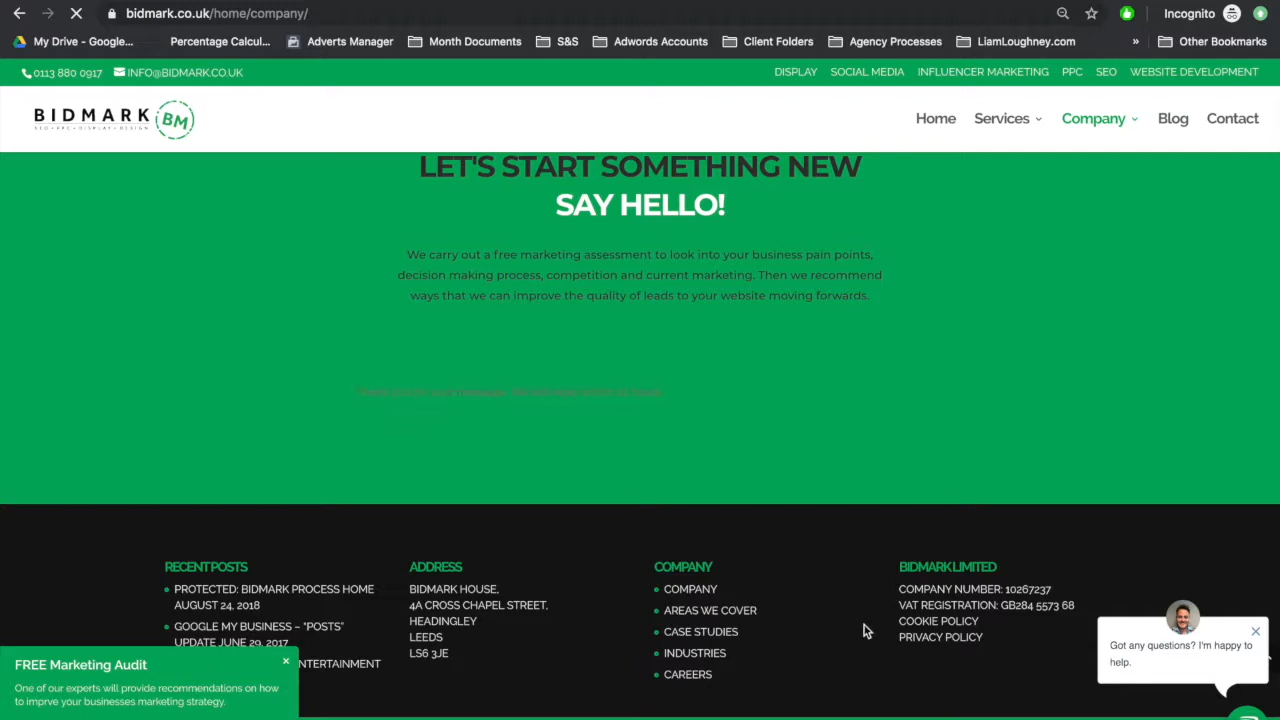 bidmark.co.uk/home/company/
Incognito
My Drive - Google...
Percentage Calcul...
Adverts Manager
Month Documents
S&S
Adwords Accounts
Client Folders
Agency Processes
LiamLoughney.com
»
Other Bookmarks
0113 880 0917
INFO@BIDMARK.CO.UK
DISPLAY
SOCIAL MEDIA
INFLUENCER MARKETING
PPC
SEO
WEBSITE DEVELOPMENT
BIDMARK
SEO • PPC • DISPLAY • DESIGN
BM
Home
Services
Company
Blog
Contact
LET'S START SOMETHING NEW
SAY HELLO!
We carry out a free marketing assessment to look into your business pain points,
decision making process, competition and current marketing. Then we recommend
ways that we can improve the quality of leads to your website moving forwards.
RECENT POSTS
PROTECTED: BIDMARK PROCESS HOME
AUGUST 24, 2018
GOOGLE MY BUSINESS – "POSTS"
UPDATE JUNE 29, 2017
NTERTAINMENT
ADDRESS
BIDMARK HOUSE,
4A CROSS CHAPEL STREET,
HEADINGLEY
LEEDS
LS6 3JE
COMPANY
COMPANY
AREAS WE COVER
CASE STUDIES
INDUSTRIES
CAREERS
BIDMARK LIMITED
COMPANY NUMBER: 10267237
VAT REGISTRATION: GB284 5573 68
COOKIE POLICY
PRIVACY POLICY
FREE Marketing Audit
×
One of our experts will provide recommendations on how
to imprve your businesses marketing strategy.
Got any questions? I'm happy to
help.